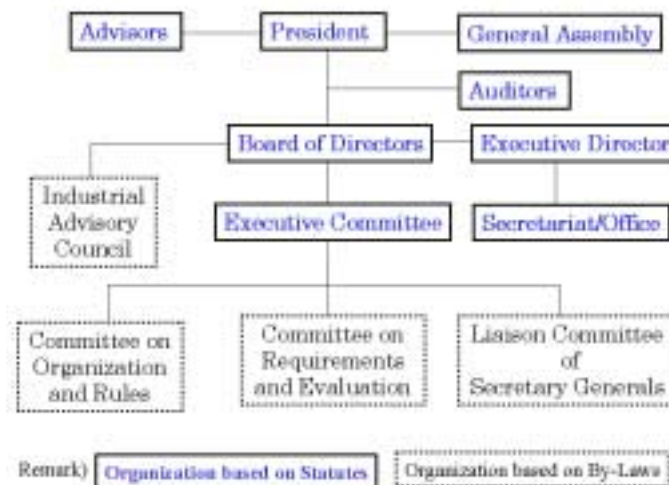 Advisors
President
General Assembly
Auditors
Board of Directors
Executive Director
Industrial
Advisory
Council
Executive Committee
Secretariat/Office
Committee on
Organization
and Rules
Committee on
Requirements
and Evaluation
Liaison Committee
of
Secretary Generals
Remark) Organization based on Statutes
Organization based on By-Laws